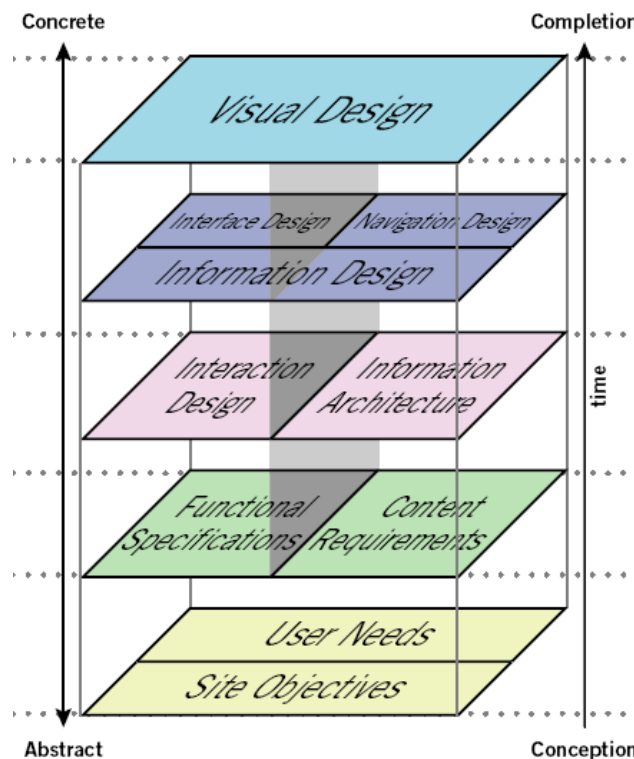 Concrete
Completion
Visual Design
Interface Design
Navigation Design
Information Design
Interaction
Design
Information
Architecture
time
Functional
Specifications
Content
Requirements
User Needs
Site Objectives
Abstract
Conception